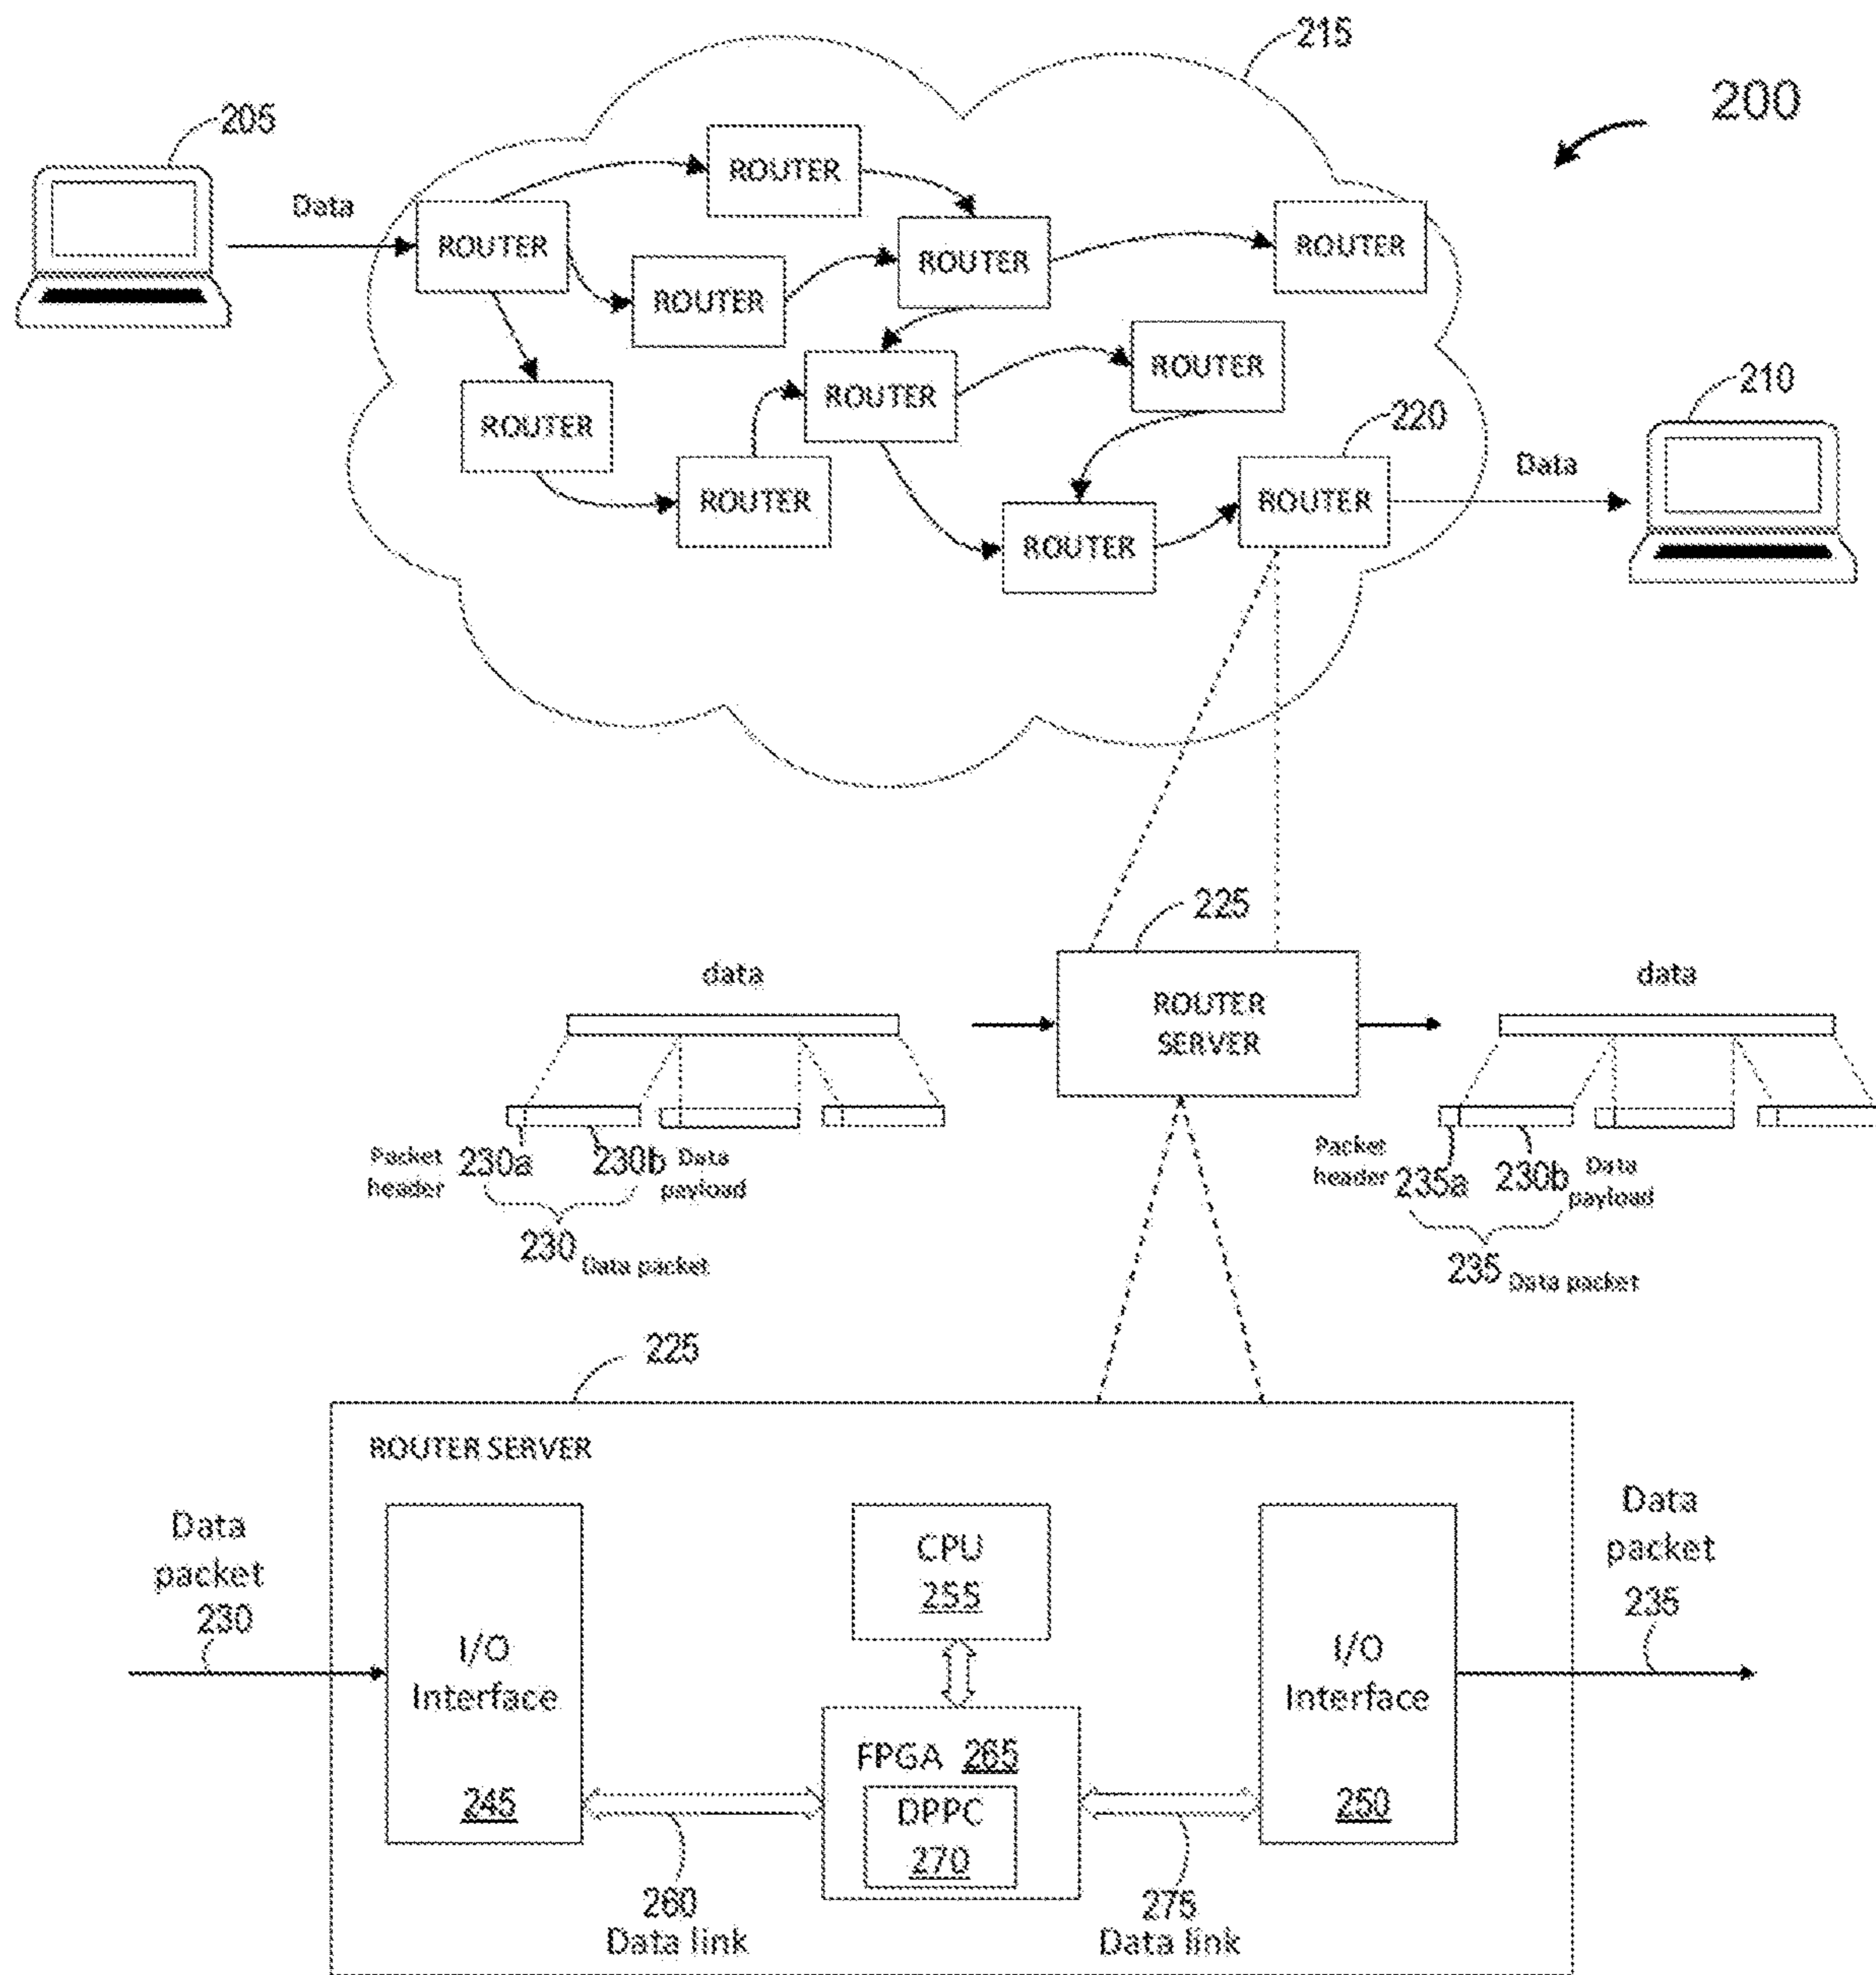 215
200
205
Data
ROUTER
ROUTER
ROUTER
ROUTER
ROUTER
ROUTER
ROUTER
ROUTER
ROUTER
210
220
ROUTER
ROUTER
ROUTER
Data
225
data
ROUTER
SERVER
data
Packet
header
230a
230b
Data
payload
230
Data packet
Packet
header
235a
230b
Data
payload
235
Data packet
225
ROUTER SERVER
Data
packet
230
I/O
Interface
245
CPU
255
FPGA 265
DPPC
270
I/O
Interface
250
Data
packet
235
260
Data link
275
Data link